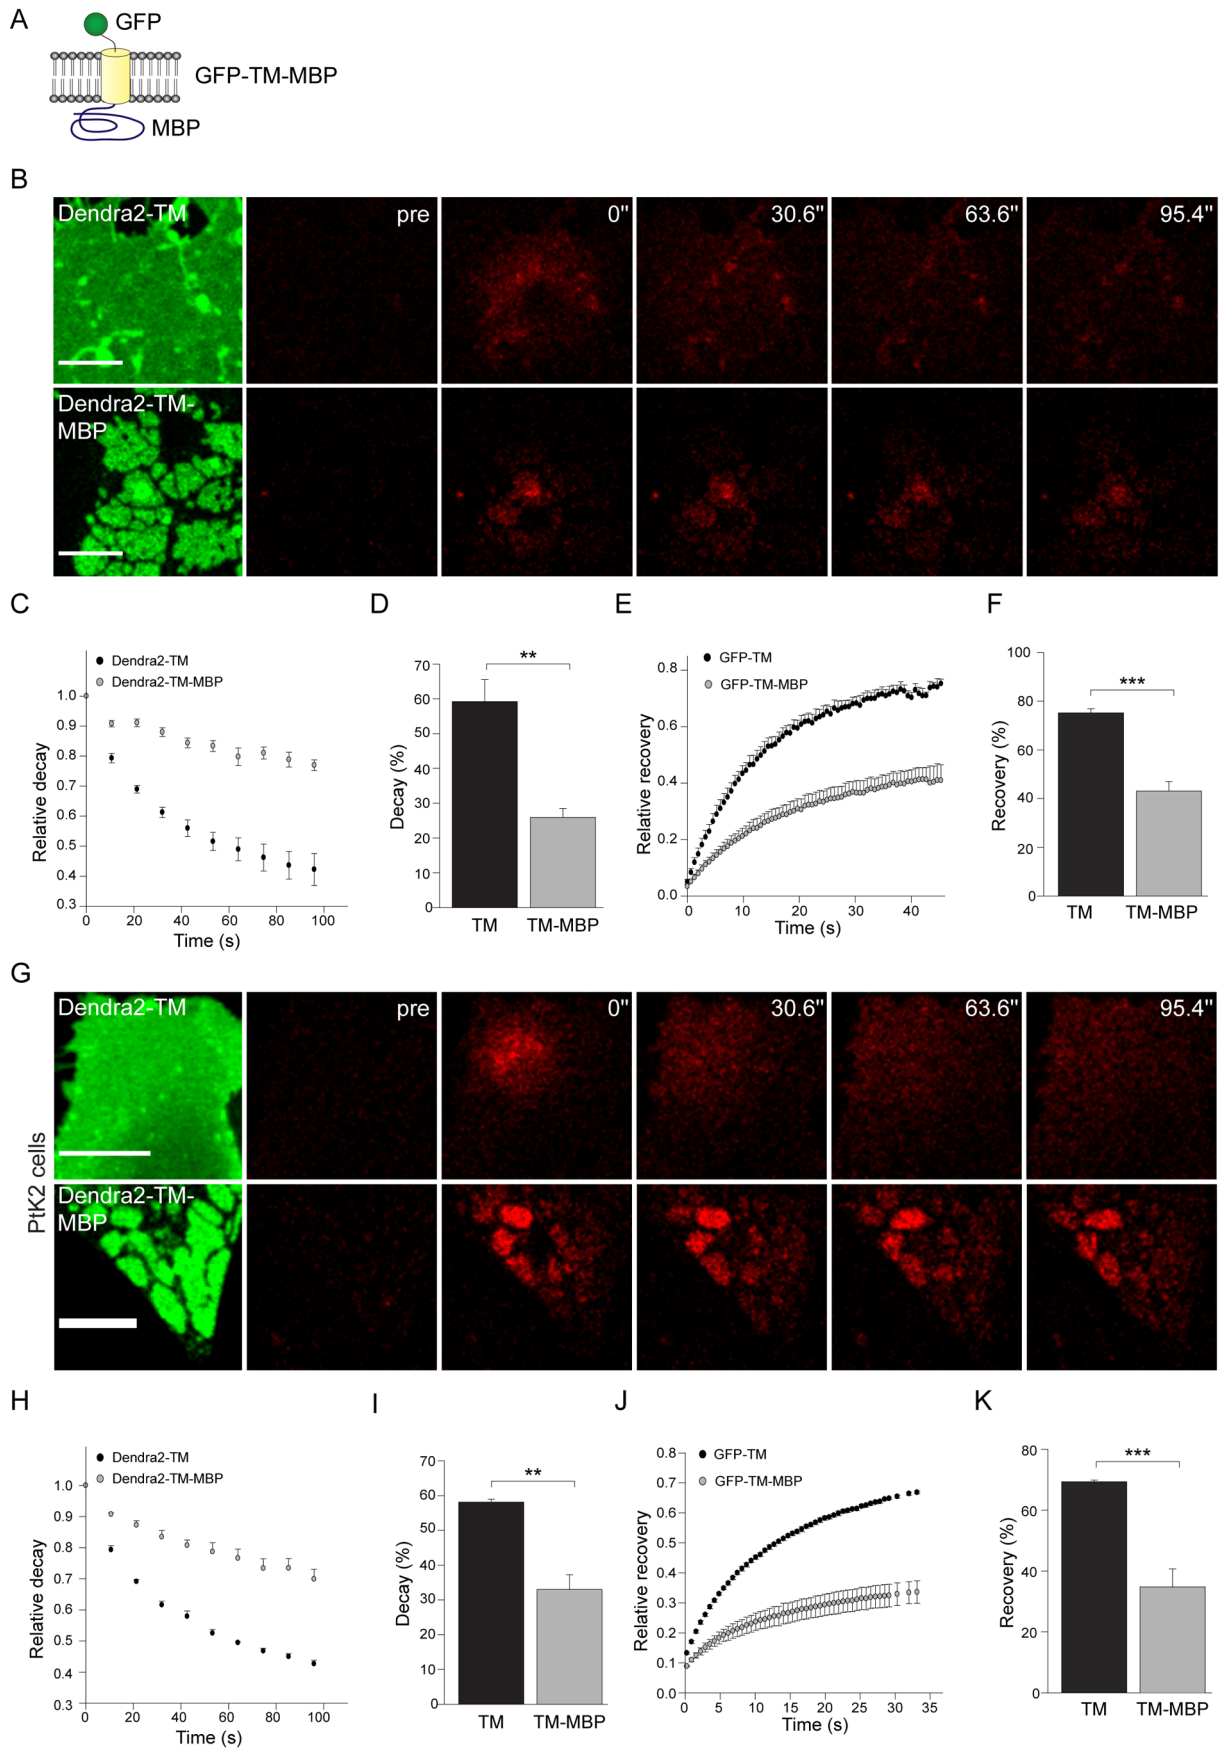 A
GFP
GFP-TM-MBP
MBP
B
Dendra2-TM
pre
0"
30.6"
63.6"
95.4"
Dendra2-TM-
MBP
C
D
E
F
Dendra2-TM
Dendra2-TM-MBP
1.0
0.9
0.8
0.7
0.6
0.5
0.4
0.3
0
20
40
60
80
100
Time (s)
Relative decay
**
70
60
50
40
30
20
10
0
Decay (%)
TM
TM-MBP
GFP-TM
GFP-TM-MBP
0.8
0.6
0.4
0.2
0.0
0
10
20
30
40
Time (s)
Relative recovery
***
100
80
60
40
20
0
Recovery (%)
TM
TM-MBP
G
PtK2 cells
Dendra2-TM
pre
0"
30.6"
63.6"
95.4"
Dendra2-TM-
MBP
H
I
J
K
Dendra2-TM
Dendra2-TM-MBP
1.0
0.9
0.8
0.7
0.6
0.5
0.4
0.3
0
20
40
60
80
100
Time (s)
Relative decay
**
70
60
50
40
30
20
10
0
Decay (%)
TM
TM-MBP
GFP-TM
GFP-TM-MBP
0.8
0.7
0.6
0.5
0.4
0.3
0.2
0.1
0.0
0
5
10
15
20
25
30
35
Time (s)
Relative recovery
***
80
60
40
20
0
Recovery (%)
TM
TM-MBP